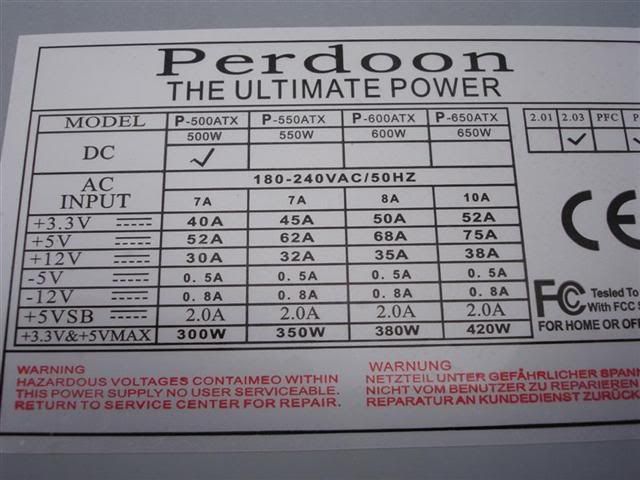 Perdoon
THE ULTIMATE POWER
MODEL P-500ATX P-550ATX P-600ATX P-650ATX
DC 500W 550W 600W 650W
✓
AC INPUT 180-240VAC/50HZ
7A 7A 8A 10A
+3.3V 40A 45A 50A 52A
+5V 52A 62A 68A 75A
+12V 30A 32A 35A 38A
-5V 0.5A 0.5A 0.5A 0.5A
-12V 0.8A 0.8A 0.8A 0.8A
+5VSB 2.0A 2.0A 2.0A 2.0A
+3.3V&+5VMAX 300W 350W 380W 420W
2.01 2.03 PFC
✓
CE
FC Tested To
With FCC
FOR HOME OR
WARNING
HAZARDOUS VOLTAGES CONTAIMEO WITHIN
THIS POWER SUPPLY NO USER SERVICEABLE.
RETURN TO SERVICE CENTER FOR REPAIR.
WARNUNG
NETZTEIL UNTER GEFÄHRLICHER
NICHT VOM BENUTZER ZU REPARIEREN
REPARATUR AN KUNDEDIENST